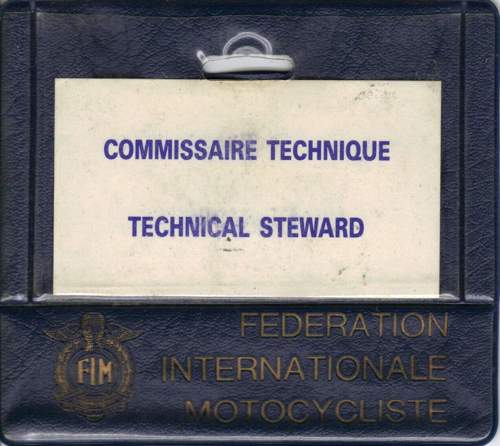 COMMISSAIRE TECHNIQUE
TECHNICAL STEWARD
FEDERATION
FIM
INTERNATIONALE
MOTOCYCLISTE